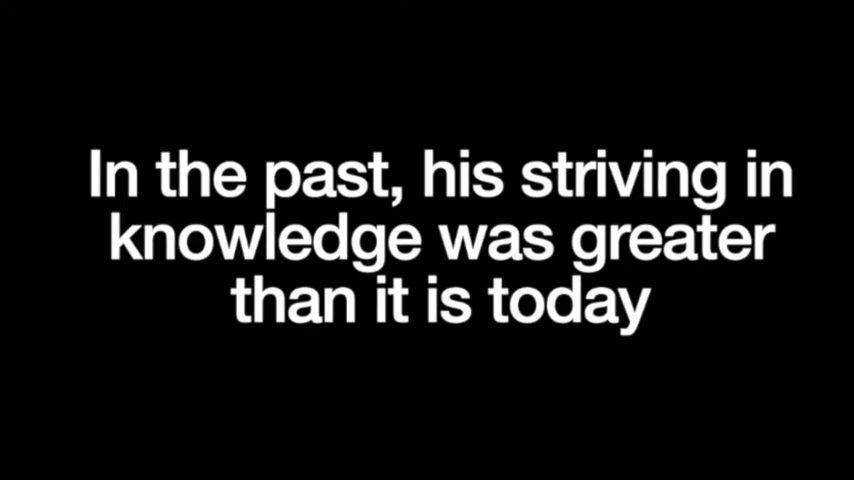 In the past, his striving in
knowledge was greater
than it is today